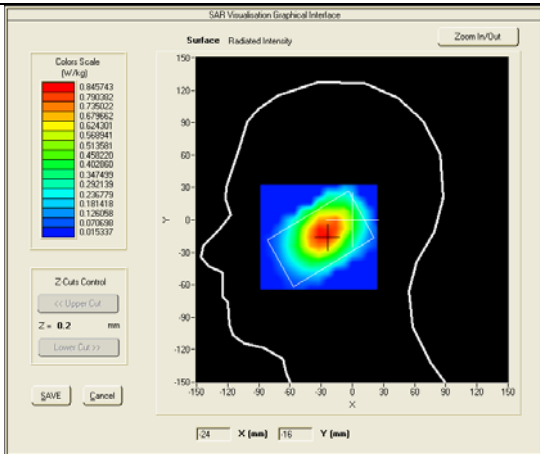 SAR Visualisation Graphical Interface
Surface Radiated Intensity
Zoom In/Out
Colors Scale
(W/kg)
0.845743
0.790382
0.735022
0.679662
0.624301
0.568941
0.513581
0.458220
0.402860
0.347499
0.292139
0.236779
0.181418
0.126058
0.070698
0.015337
150
120
90
60
30
0
-30
-60
-90
-120
-150
Y
-150 -120 -90 -60 -30 0 30 60 90 120 150
X
Z Cuts Control
<< Upper Cut
Z = 0.2 mm
Lower Cut >>
SAVE Cancel
-24 X (mm) -16 Y (mm)